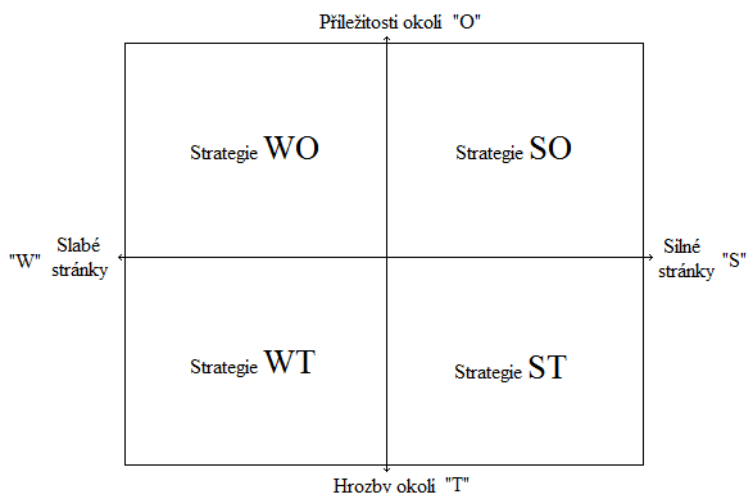 Příležitosti okolí "O"
Strategie WO
Strategie SO
Slabé
"W" stránky
Silné
stránky "S"
Strategie WT
Strategie ST
Hrozby okolí "T"